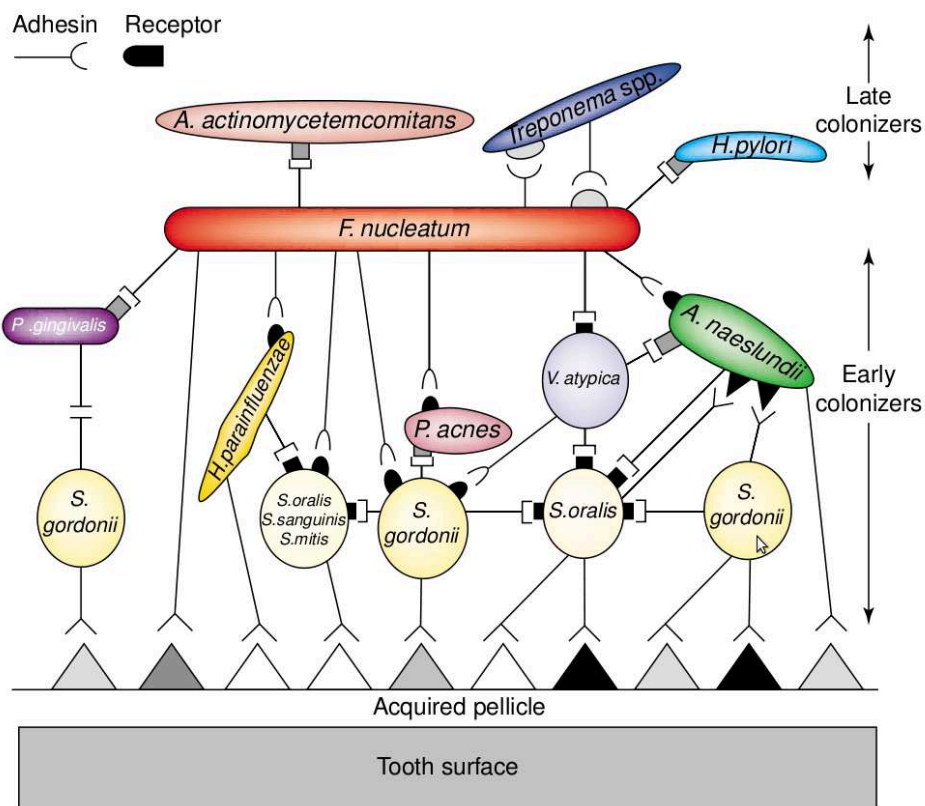 Adhesin
Receptor
Late
colonizers
A. actinomycetemcomitans
Treponema spp.
H.pylori
F. nucleatum
P .gingivalis
H.parainfluenzae
P. acnes
V. atypica
A. naeslundii
Early
colonizers
S.
gordonii
S.oralis
S.sanguinis
S.mitis
S.
gordonii
S.oralis
S.
gordonii
Acquired pellicle
Tooth surface